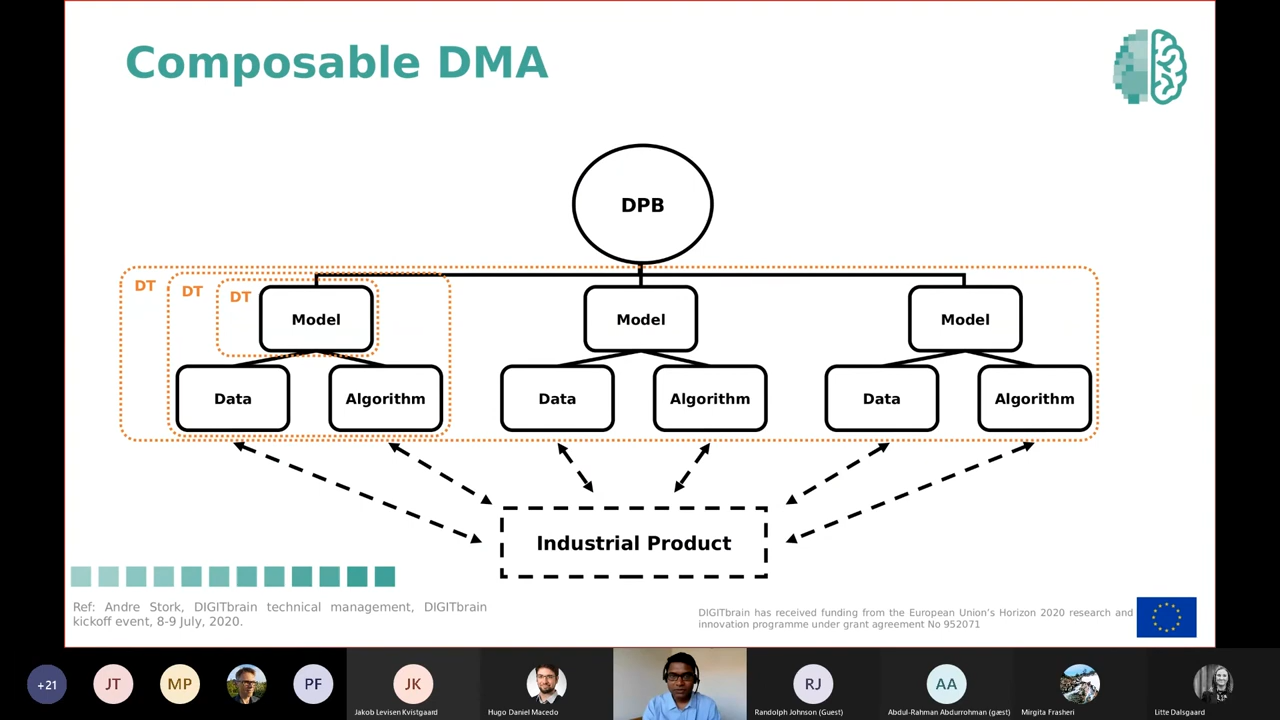 Composable DMA
DPB
DT
DT
DT
Model
Model
Model
Data
Algorithm
Data
Algorithm
Data
Algorithm
Industrial Product
Ref: Andre Stork, DIGITbrain technical management, DIGITbrain
kickoff event, 8-9 July, 2020.
DIGITbrain has received funding from the European Union’s Horizon 2020 research and
innovation programme under grant agreement No 952071
+21
JT
MP
PF
JK
RJ
AA
Jakob Levisen Kvistgaard
Hugo Daniel Macedo
Randolph Johnson (Guest)
Abdul-Rahman Abdurrohman (gæst)
Mirgita Frasheri
Litte Dalsgaard